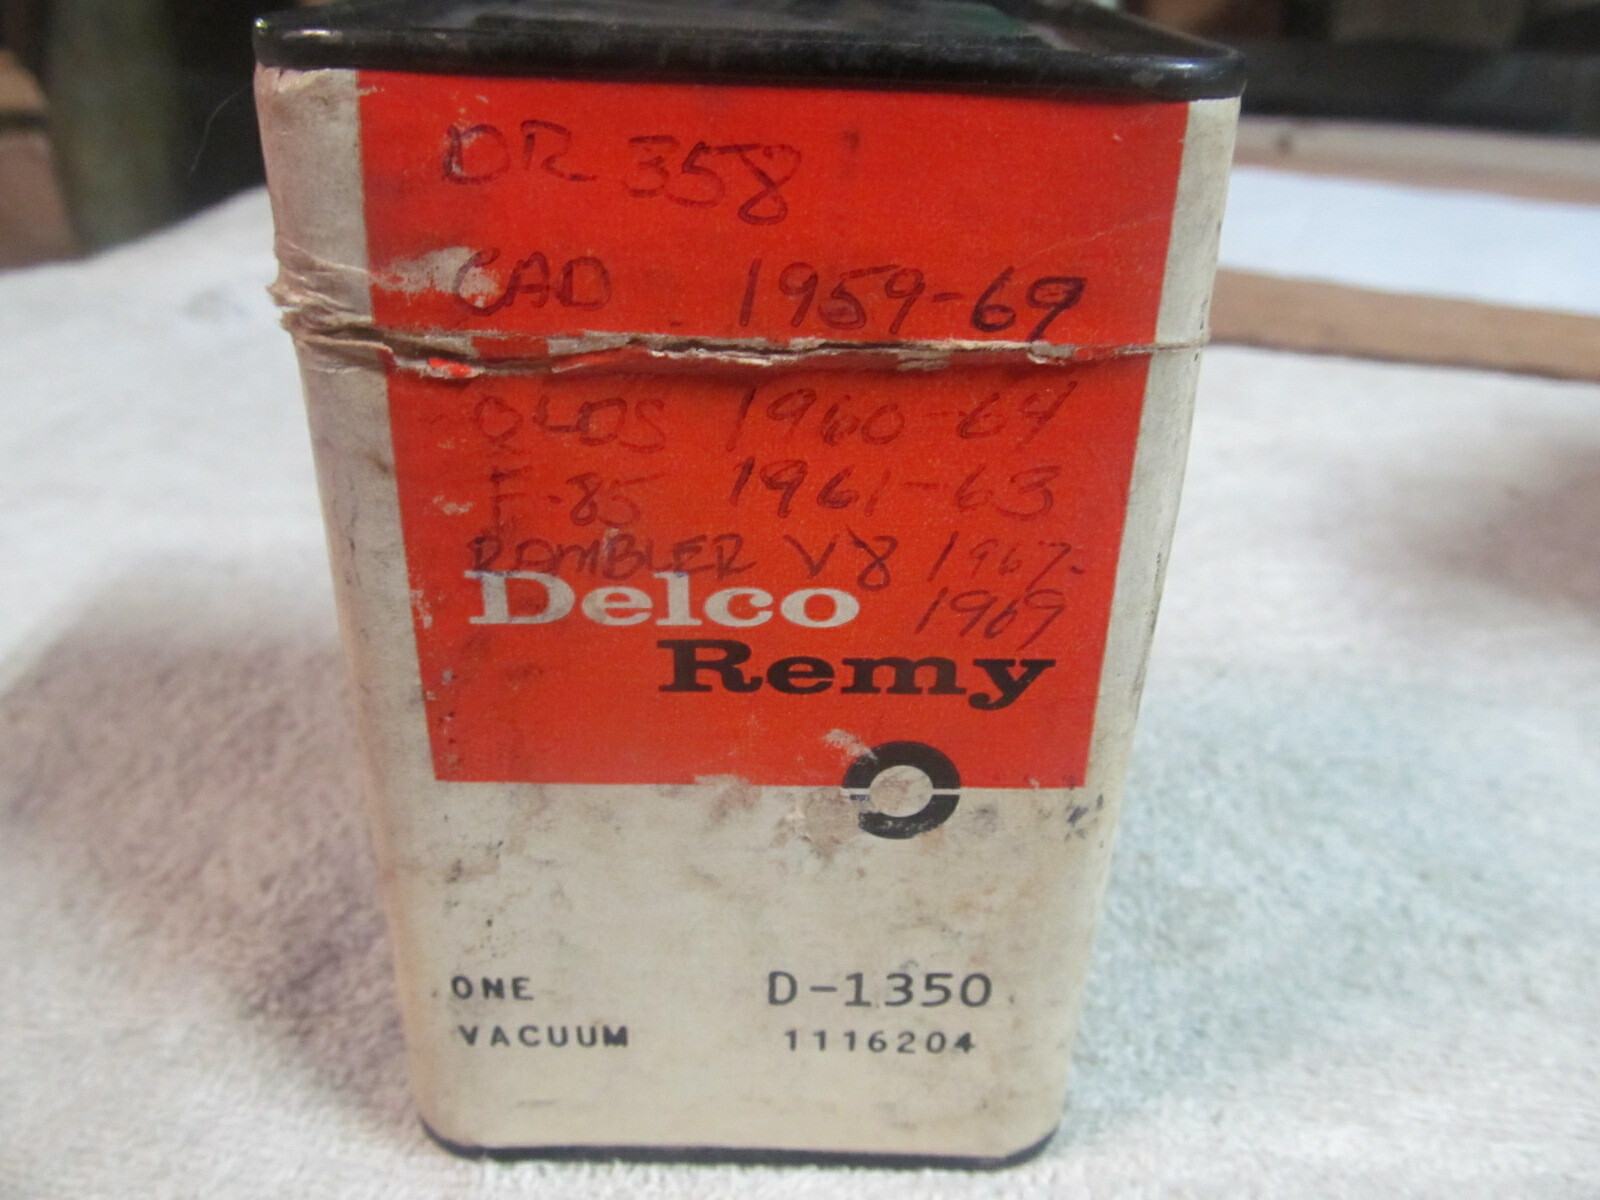 DR 358
CAD 1959-69
OLDS 1960-64
F-85 1961-63
RAMBLER V8 1967-
1969
Delco
Remy
ONE D-1350
VACUUM 1116204